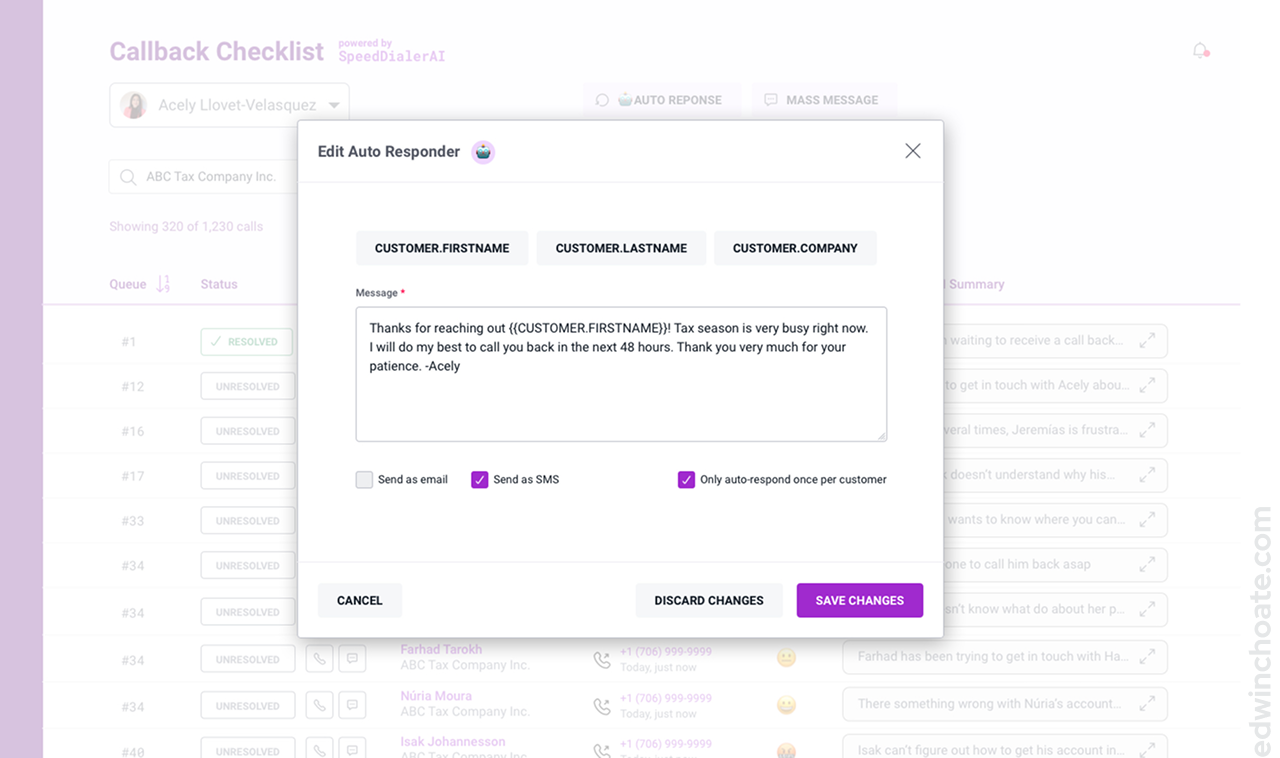 Callback Checklist
powered by
SpeedDialerAI
Acely Llovet-Velasquez
AUTO REPONSE
MASS MESSAGE
ABC Tax Company Inc.
Showing 320 of 1,230 calls
Edit Auto Responder
CUSTOMER.FIRSTNAME
CUSTOMER.LASTNAME
CUSTOMER.COMPANY
Message *
Thanks for reaching out {{CUSTOMER.FIRSTNAME}}! Tax season is very busy right now.
I will do my best to call you back in the next 48 hours. Thank you very much for your
patience. -Acely
Send as email
Send as SMS
Only auto-respond once per customer
CANCEL
DISCARD CHANGES
SAVE CHANGES
Queue
1
9
Status
Summary
#1
RESOLVED
waiting to receive a call back...
#12
UNRESOLVED
to get in touch with Acely abou...
#16
UNRESOLVED
veral times, Jeremías is frustra...
#17
UNRESOLVED
doesn't understand why his...
#33
UNRESOLVED
wants to know where you can...
#34
UNRESOLVED
one to call him back asap
#34
UNRESOLVED
sn't know what do about her p...
#34
UNRESOLVED
Farhad Tarokh
ABC Tax Company Inc.
+1 (706) 999-9999
Today, just now
Farhad has been trying to get in touch with Ha...
#34
UNRESOLVED
Núria Moura
ABC Tax Company Inc.
+1 (706) 999-9999
Today, just now
There something wrong with Núria's account...
#40
UNRESOLVED
Isak Johannesson
ABC Tax Company Inc.
+1 (706) 999-9999
Today, just now
Isak can't figure out how to get his account in...
edwinchoate.com